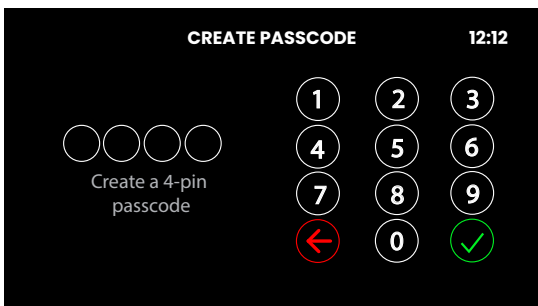 CREATE PASSCODE 12:12
1 2 3
4 5 6
Create a 4-pin
passcode
7 8 9
0